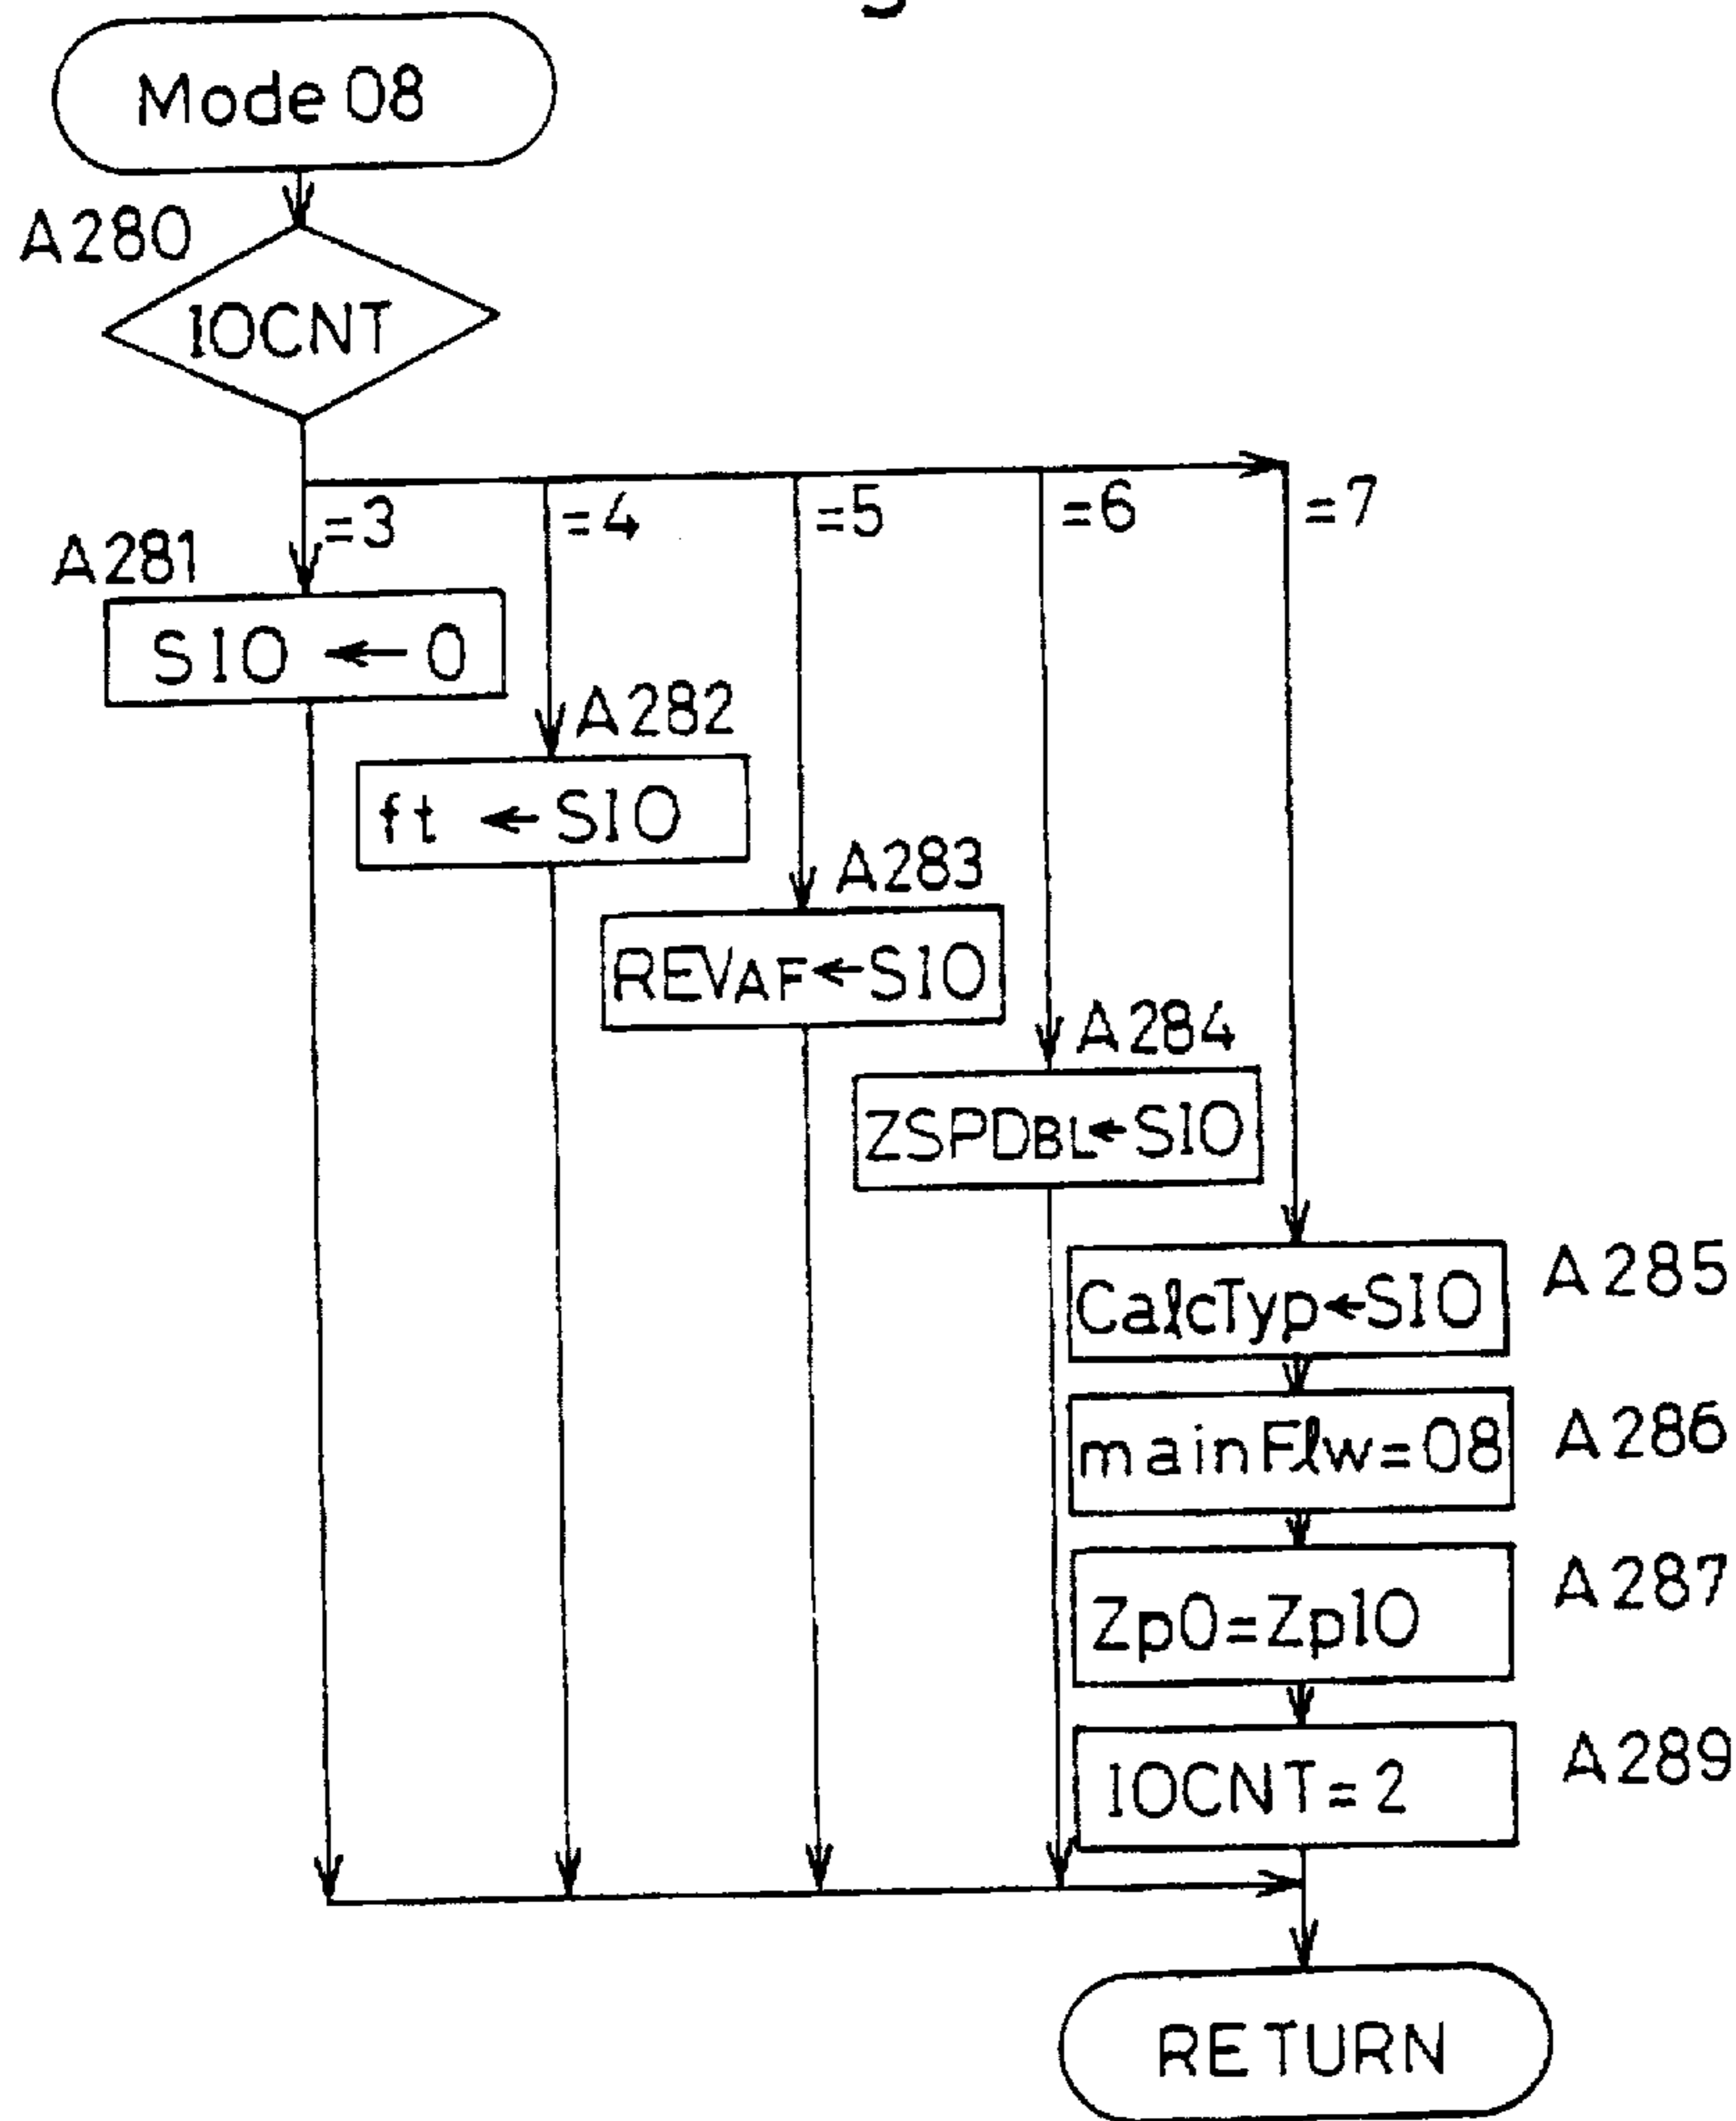 Mode 08
A280
IOCNT
=3
=4
=5
=6
=7
A281
SIO ← 0
A282
ft ← SIO
A283
REVAF←SIO
A284
ZSPDBL←SIO
CalcTyp←SIO
A285
mainFlw=08
A286
Zp0=Zp10
A287
IOCNT=2
A289
RETURN